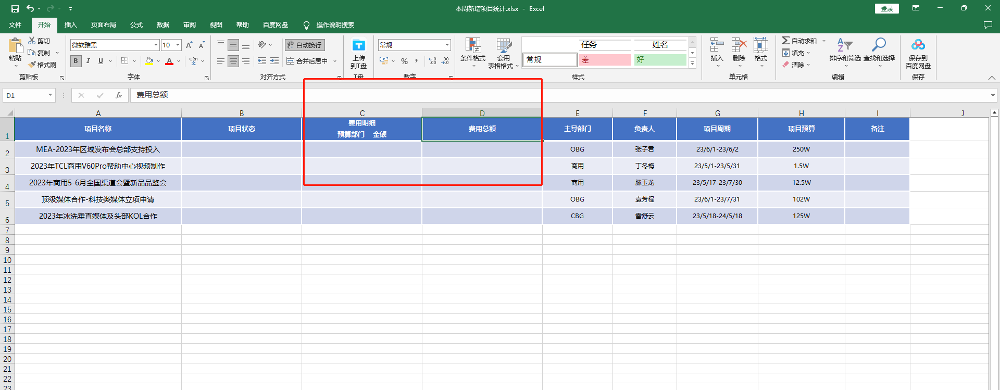 本周新增项目统计.xlsx - Excel
登录
文件 开始 插入 页面布局 公式 数据 审阅 视图 帮助 百度网盘 操作说明搜索
粘贴
剪切
复制
格式刷
剪贴板
微软雅黑 10
B I U A wén
字体
ab 自动换行
合并后居中
对齐方式
上传
到T盘
T盘
常规
% ,
数字
条件格式
套用
表格格式
任务 姓名
常规 差 好
样式
插入 删除 格式
单元格
自动求和
填充
清除
排序和筛选 查找和选择
编辑
保存到
百度网盘
保存
D1 fx 费用总额
A B C D E F G H I J
1 项目名称 项目状态 费用明细
预算部门 金额 费用总额 主导部门 负责人 项目周期 项目预算 备注
2 MEA-2023年区域发布会总部支持投入 OBG 张子君 23/6/1-23/6/2 250W
3 2023年TCL商用V60Pro帮助中心视频制作 商用 丁冬梅 23/5/1-23/5/31 1.5W
4 2023年商用5-6月全国渠道会暨新品品鉴会 商用 滕玉龙 23/5/17-23/7/30 12.5W
5 顶级媒体合作-科技类媒体立项申请 OBG 袁芳程 23/6/1-23/7/31 102W
6 2023年冰洗垂直媒体及头部KOL合作 CBG 雷舒云 23/5/18-24/5/18 125W
7
8
9
10
11
12
13
14
15
16
17
18
19
20
21
22
23